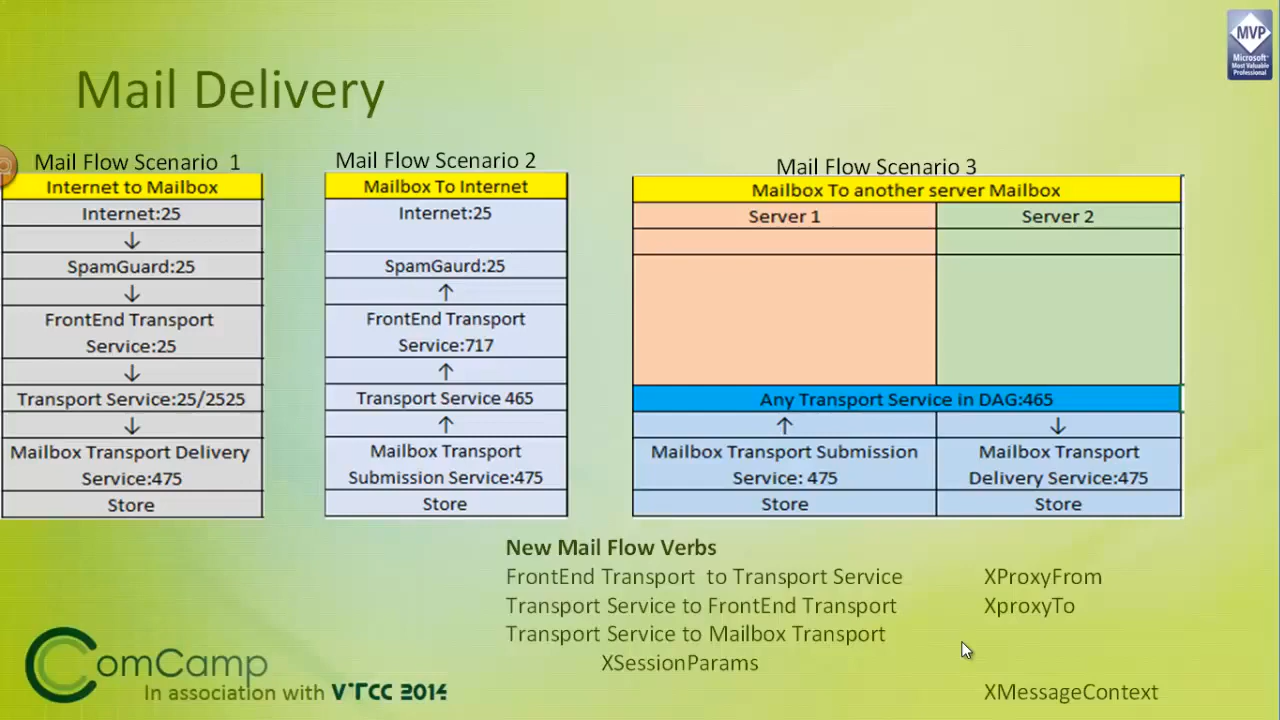 MVP
Microsoft
Most Valuable
Professional
Mail Delivery
Mail Flow Scenario 1
Internet to Mailbox
Internet:25
↓
SpamGuard:25
↓
FrontEnd Transport
Service:25
↓
Transport Service:25/2525
↓
Mailbox Transport Delivery
Service:475
Store
Mail Flow Scenario 2
Mailbox To Internet
Internet:25
SpamGaurd:25
↑
FrontEnd Transport
Service:717
↑
Transport Service 465
↑
Mailbox Transport
Submission Service:475
Store
Mail Flow Scenario 3
Mailbox To another server Mailbox
Server 1
Server 2
Any Transport Service in DAG:465
↑ ↓
Mailbox Transport Submission
Service: 475
Store
Mailbox Transport
Delivery Service:475
Store
New Mail Flow Verbs
FrontEnd Transport to Transport Service XProxyFrom
Transport Service to FrontEnd Transport XproxyTo
Transport Service to Mailbox Transport
XSessionParams
XMessageContext
ComCamp
In association with VTCC 2014